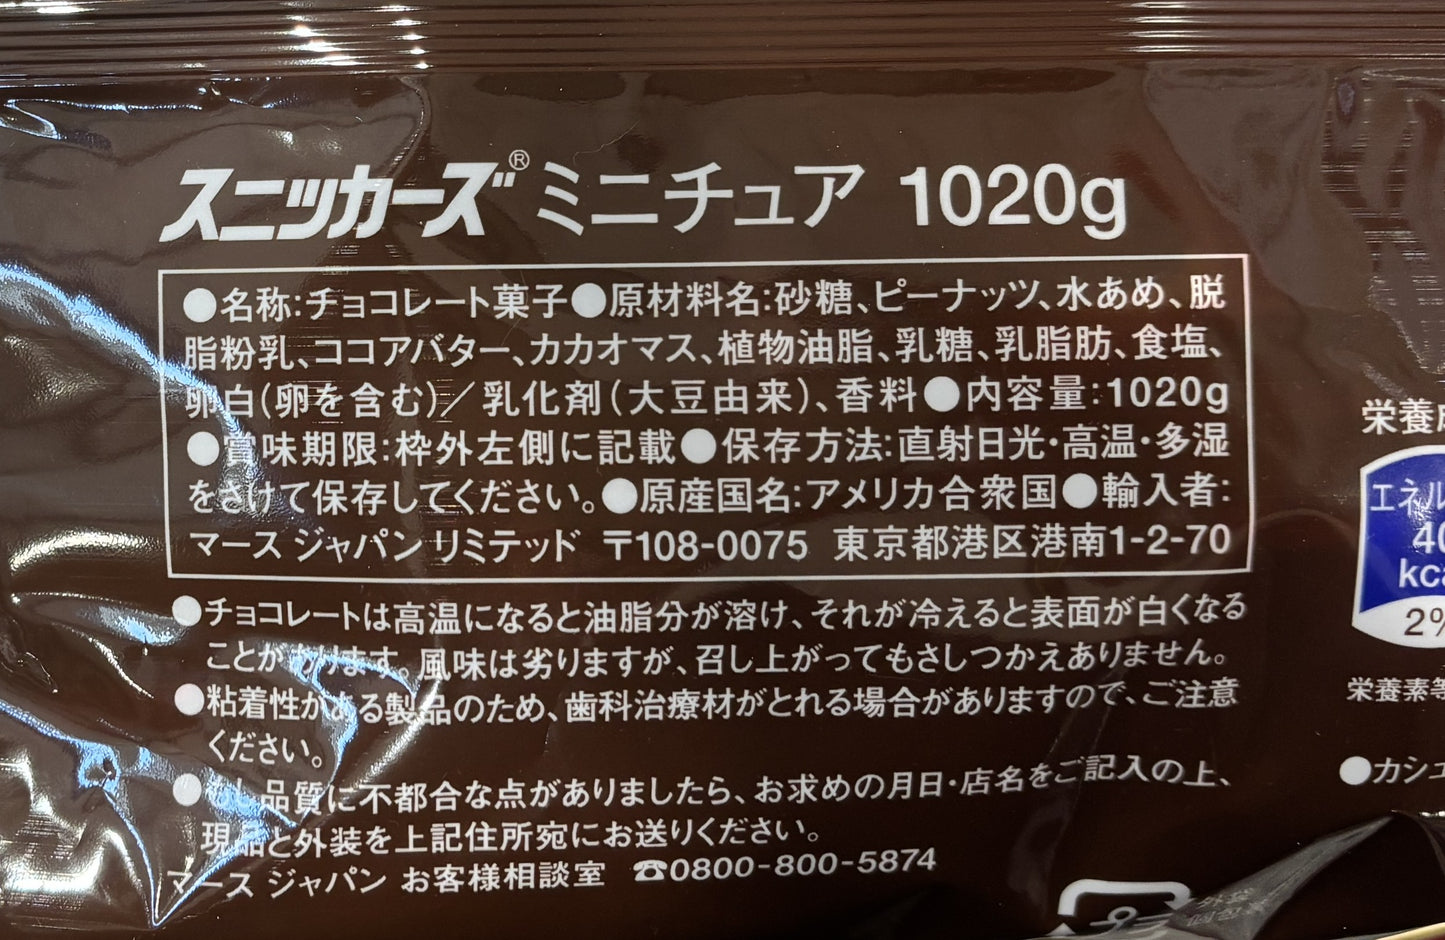 スニッカーズ® ミニチュア 1020g
●名称:チョコレート菓子●原材料名:砂糖、ピーナッツ、水あめ、脱
脂粉乳、ココアバター、カカオマス、植物油脂、乳糖、乳脂肪、食塩、
卵白(卵を含む)／乳化剤(大豆由来)、香料●内容量:1020g
●賞味期限:枠外左側に記載●保存方法:直射日光・高温・多湿
をさけて保存してください。●原産国名:アメリカ合衆国●輸入者:
マース ジャパン リミテッド 〒108-0075 東京都港区港南1-2-70
●チョコレートは高温になると油脂分が溶け、それが冷えると表面が白くなる
ことがあります。風味は劣りますが、召し上がってもさしつかえありません。
●粘着性がある製品のため、歯科治療材がとれる場合がありますので、ご注意
ください。
●もし品質に不都合な点がありましたら、お求めの月日・店名をご記入の上、
現品と外装を上記住所宛にお送りください。
マース ジャパン お客様相談室 ☎0800-800-5874
栄養成
エネル
40
kca
2%
栄養素等
●カシュ
外装